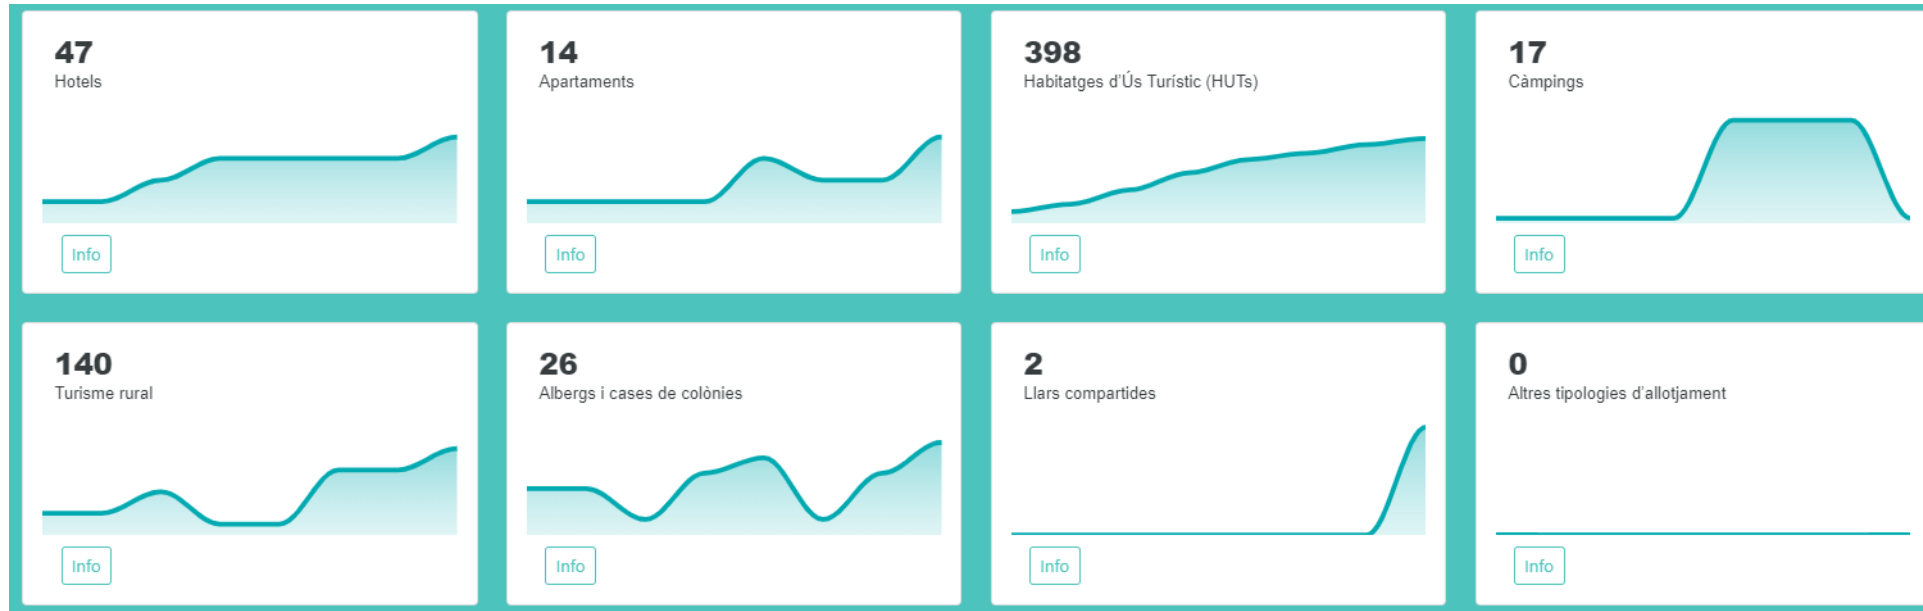 47
Hotels
Info
14
Apartaments
Info
398
Habitatges d'Ús Turístic (HUTs)
Info
17
Càmpings
Info
140
Turisme rural
Info
26
Albergs i cases de colònies
Info
2
Llars compartides
Info
0
Altres tipologies d'allotjament
Info